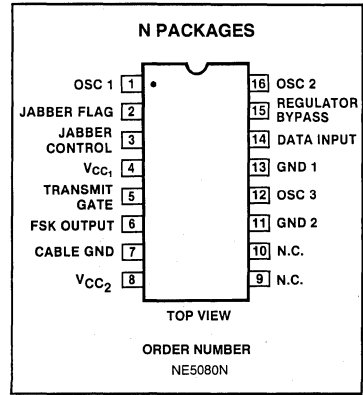 N PACKAGES
OSC 1 1
16 OSC 2
JABBER FLAG 2
15 REGULATOR
BYPASS
JABBER
CONTROL 3
14 DATA INPUT
VCC1 4
13 GND 1
TRANSMIT
GATE 5
12 OSC 3
FSK OUTPUT 6
11 GND 2
CABLE GND 7
10 N.C.
VCC2 8
9 N.C.
TOP VIEW
ORDER NUMBER
NE5080N